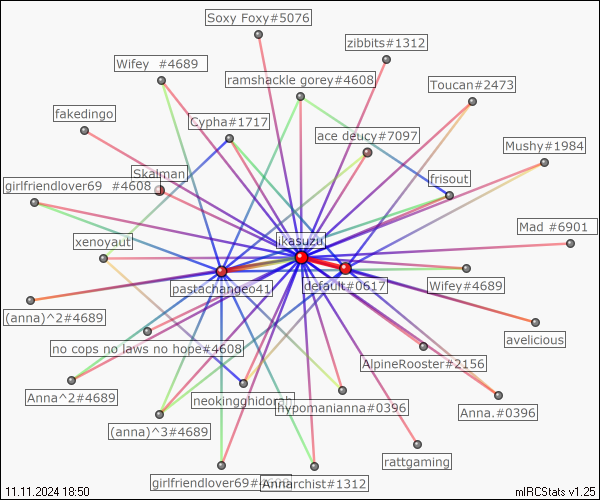 Soxy Foxy#5076
zibbits#1312
Wifey  #4689
ramshackle gorey#4608
Toucan#2473
fakedingo
Cypha#1717
ace deucy#7097
Mushy#1984
Skalman
girlfriendlover69  #4608
frisout
Mad #6901
ikasuzu
xenoyaut
pastachangeo41
default#0617
Wifey#4689
(anna)^2#4689
avelicious
no cops no laws no hope#4608
AlpineRooster#2156
Anna^2#4689
neokingghidorah
hypomanianna#0396
Anna.#0396
(anna)^3#4689
rattgaming
girlfriendlover69#
Annarchist#1312
11.11.2024 18:50
mIRCStats v1.25